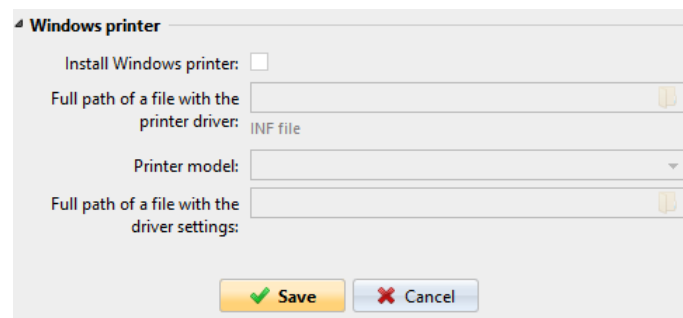 Windows printer
Install Windows printer:
Full path of a file with the
printer driver:
INF file
Printer model:
Full path of a file with the
driver settings:
Save
Cancel